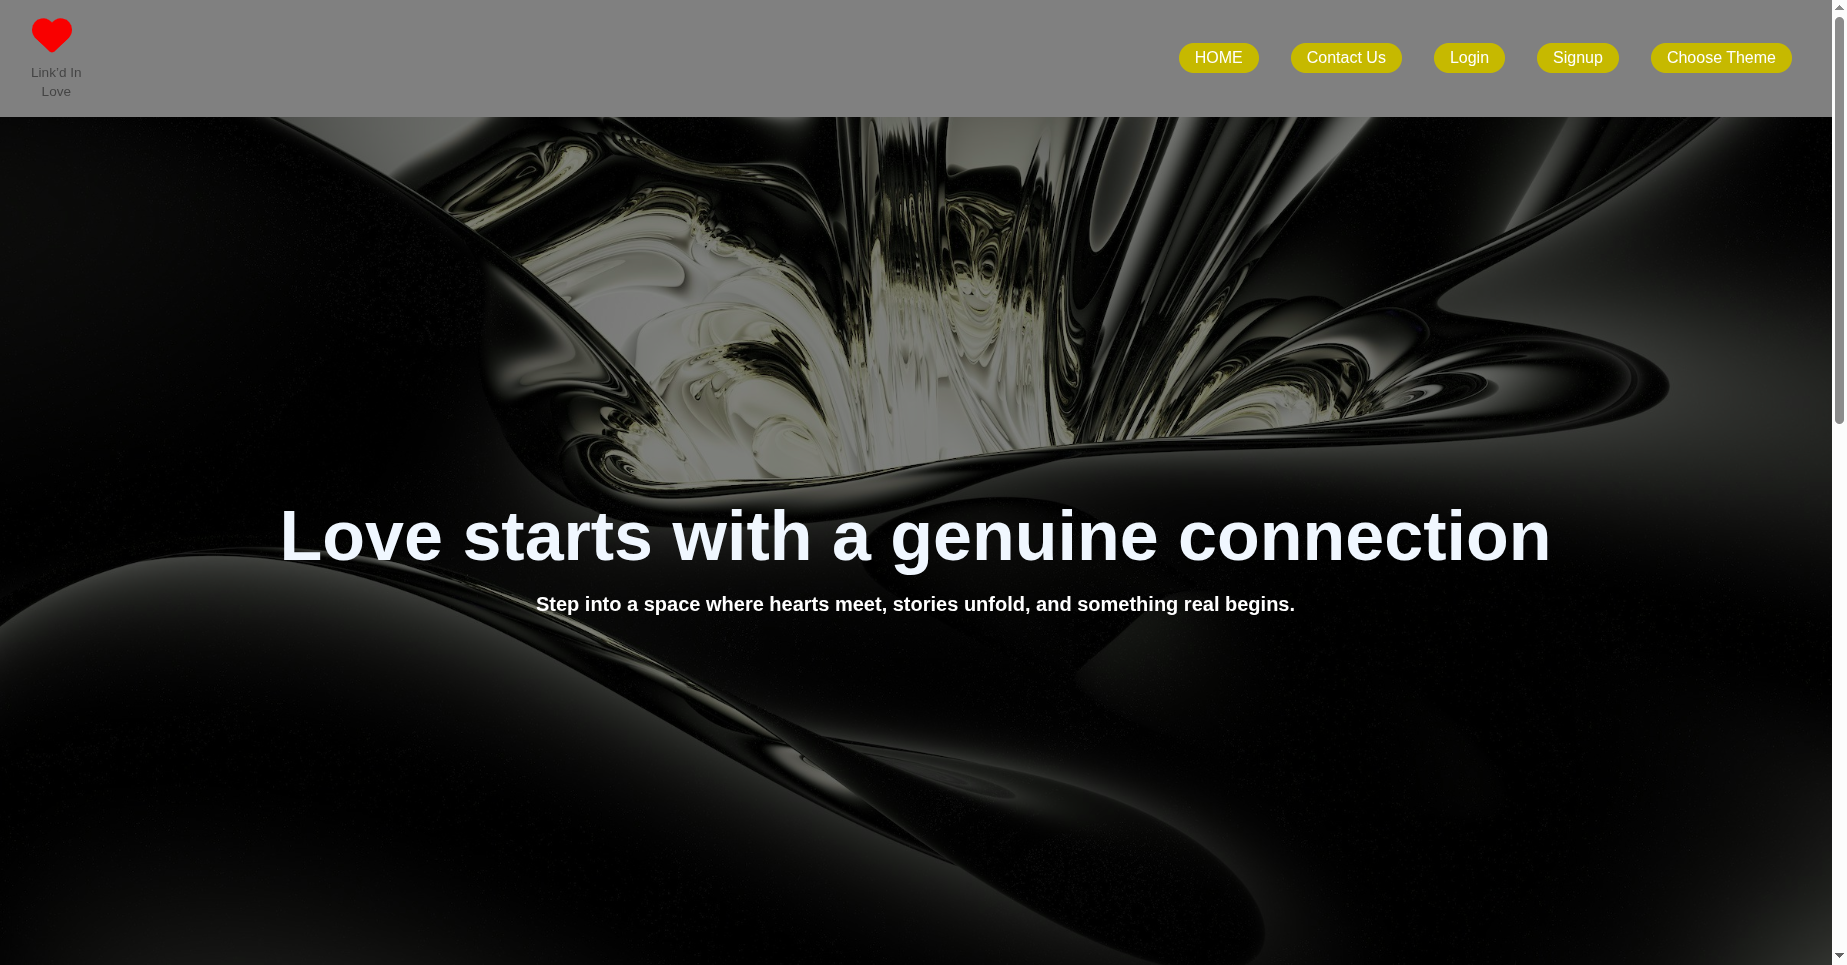 Link'd In
Love
HOME
Contact Us
Login
Signup
Choose Theme
Love starts with a genuine connection
Step into a space where hearts meet, stories unfold, and something real begins.